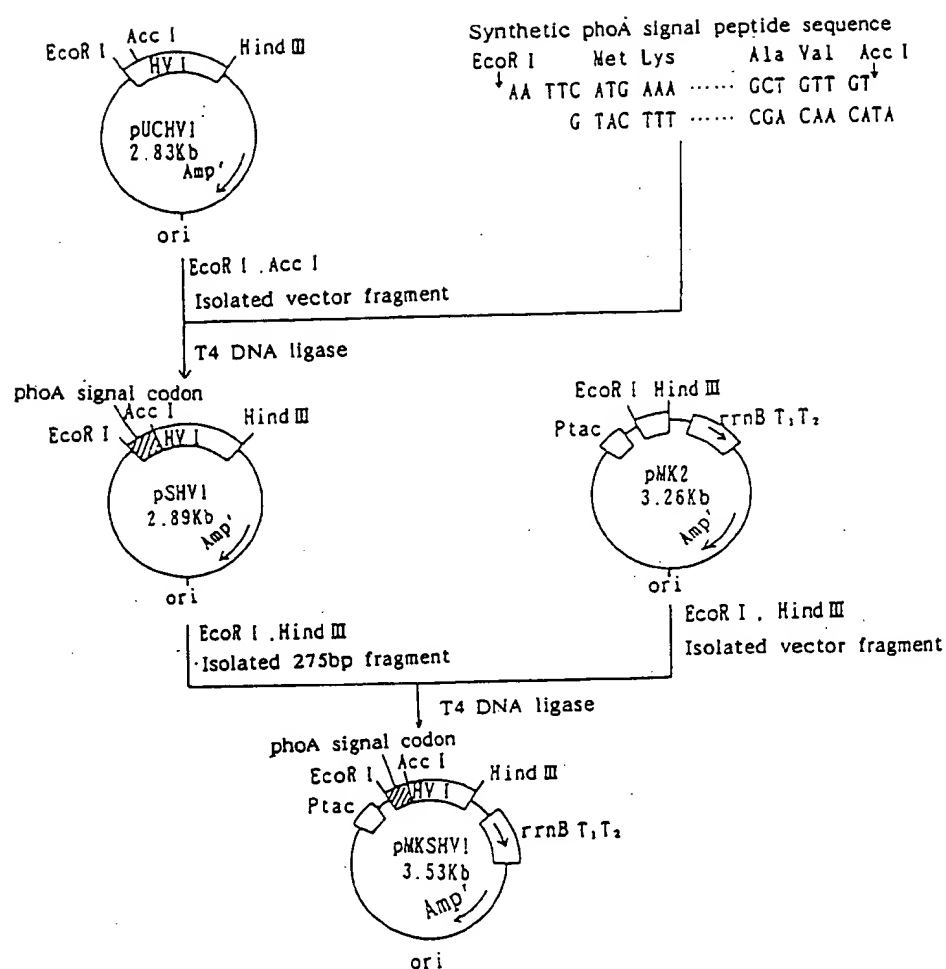 EcoR I
Acc I
Hind III
HV I
pUCHV1
2.83Kb
Amp'
ori
Synthetic phoA signal peptide sequence
EcoR I Met Lys Ala Val Acc I
AA TTC ATG AAA ...... GCT GTT GT
G TAC TTT ...... CGA CAA CATA
EcoR I . Acc I
Isolated vector fragment
T4 DNA ligase
phoA signal codon
Acc I
EcoR I
Hind III
HV I
pSHV1
2.89Kb
Amp'
ori
EcoR I Hind III
Ptac
rrnB T₁T₂
pMK2
3.26Kb
Amp'
ori
EcoR I . Hind III
Isolated 275bp fragment
EcoR I . Hind III
Isolated vector fragment
T4 DNA ligase
phoA signal codon
Acc I
EcoR I
Hind III
Ptac
HV I
rrnB T₁T₂
pMKSHV1
3.53Kb
Amp'
ori